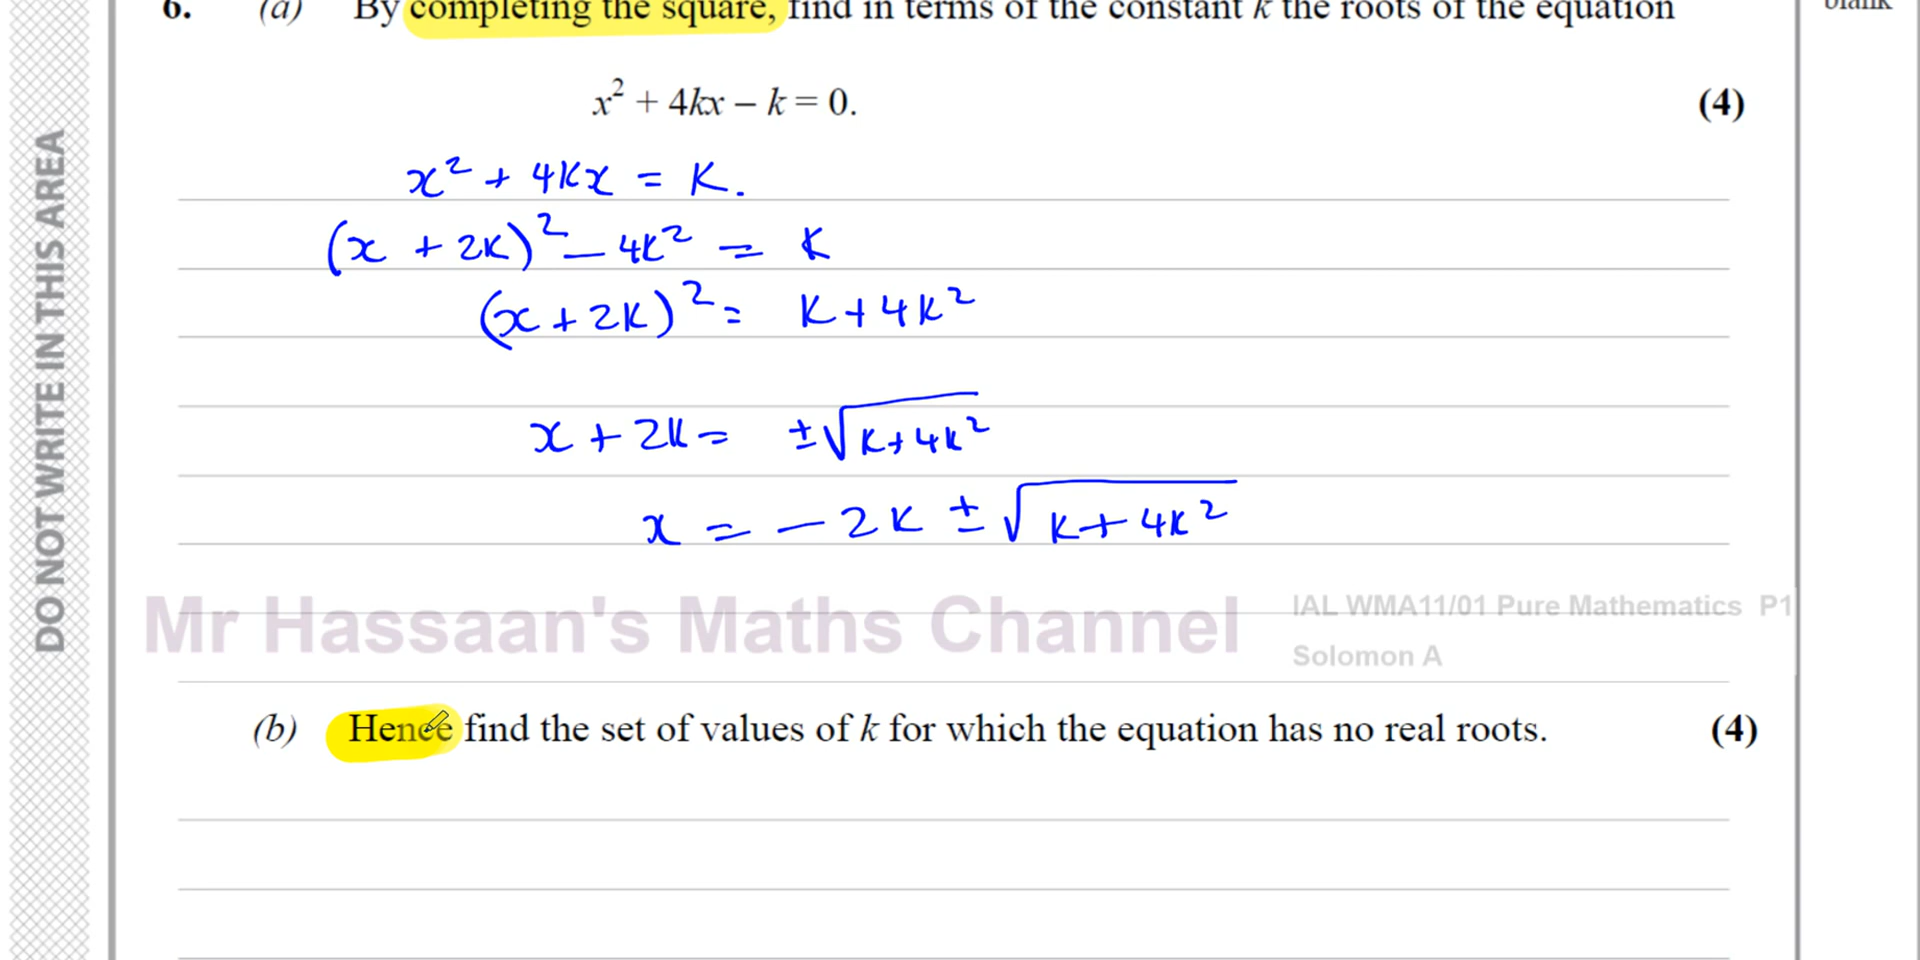 6. (a) By completing the square, find in terms of the constant k the roots of the equation
blank
x² + 4kx – k = 0.
(4)
x² + 4kx = k.
(x + 2k)² – 4k² = k
(x + 2k)² = k + 4k²
x + 2k = ±√(k + 4k²)
x = – 2k ± √(k + 4k²)
DO NOT WRITE IN THIS AREA
Mr Hassaan's Maths Channel
IAL WMA11/01 Pure Mathematics P1
Solomon A
(b) Hence find the set of values of k for which the equation has no real roots. (4)